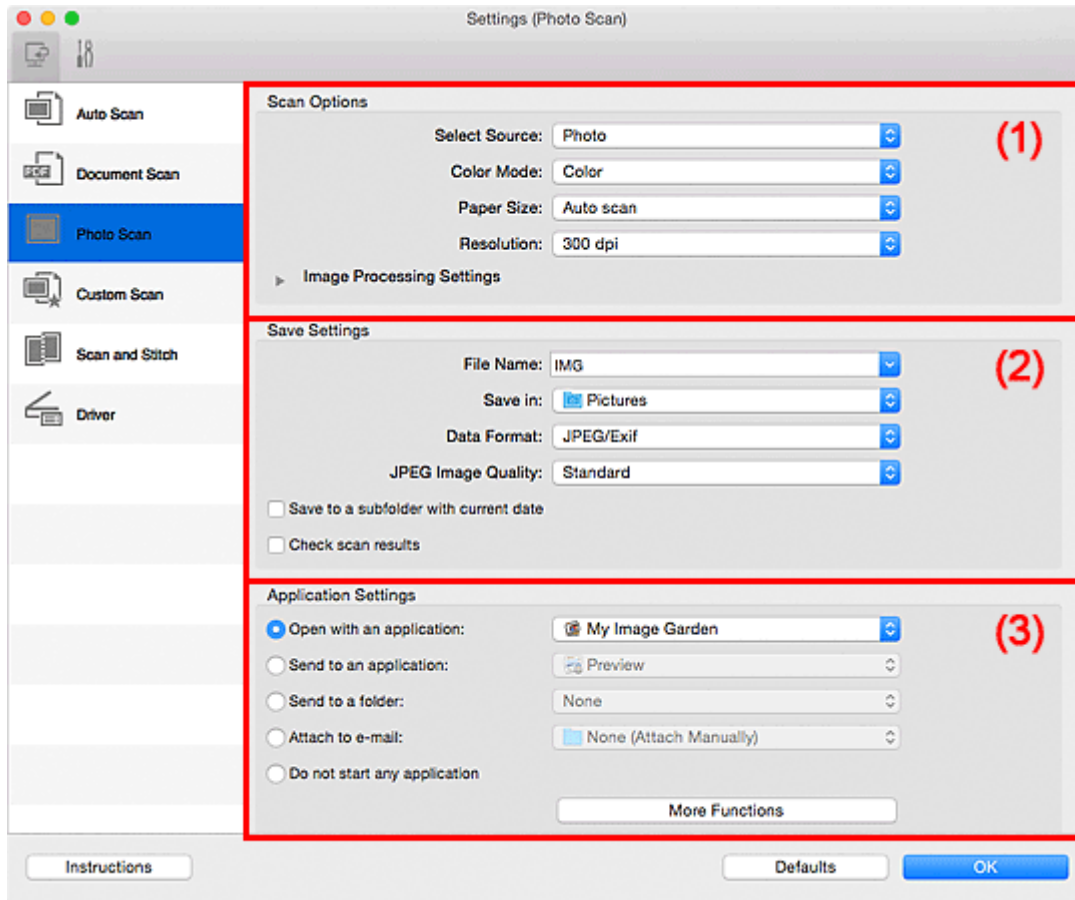 Settings (Photo Scan)
Auto Scan
Document Scan
Photo Scan
Custom Scan
Scan and Stitch
Driver
Scan Options
(1)
Select Source: Photo
Color Mode: Color
Paper Size: Auto scan
Resolution: 300 dpi
Image Processing Settings
Save Settings
(2)
File Name: IMG
Save in: Pictures
Data Format: JPEG/Exif
JPEG Image Quality: Standard
Save to a subfolder with current date
Check scan results
Application Settings
(3)
Open with an application: My Image Garden
Send to an application: Preview
Send to a folder: None
Attach to e-mail: None (Attach Manually)
Do not start any application
More Functions
Instructions Defaults OK